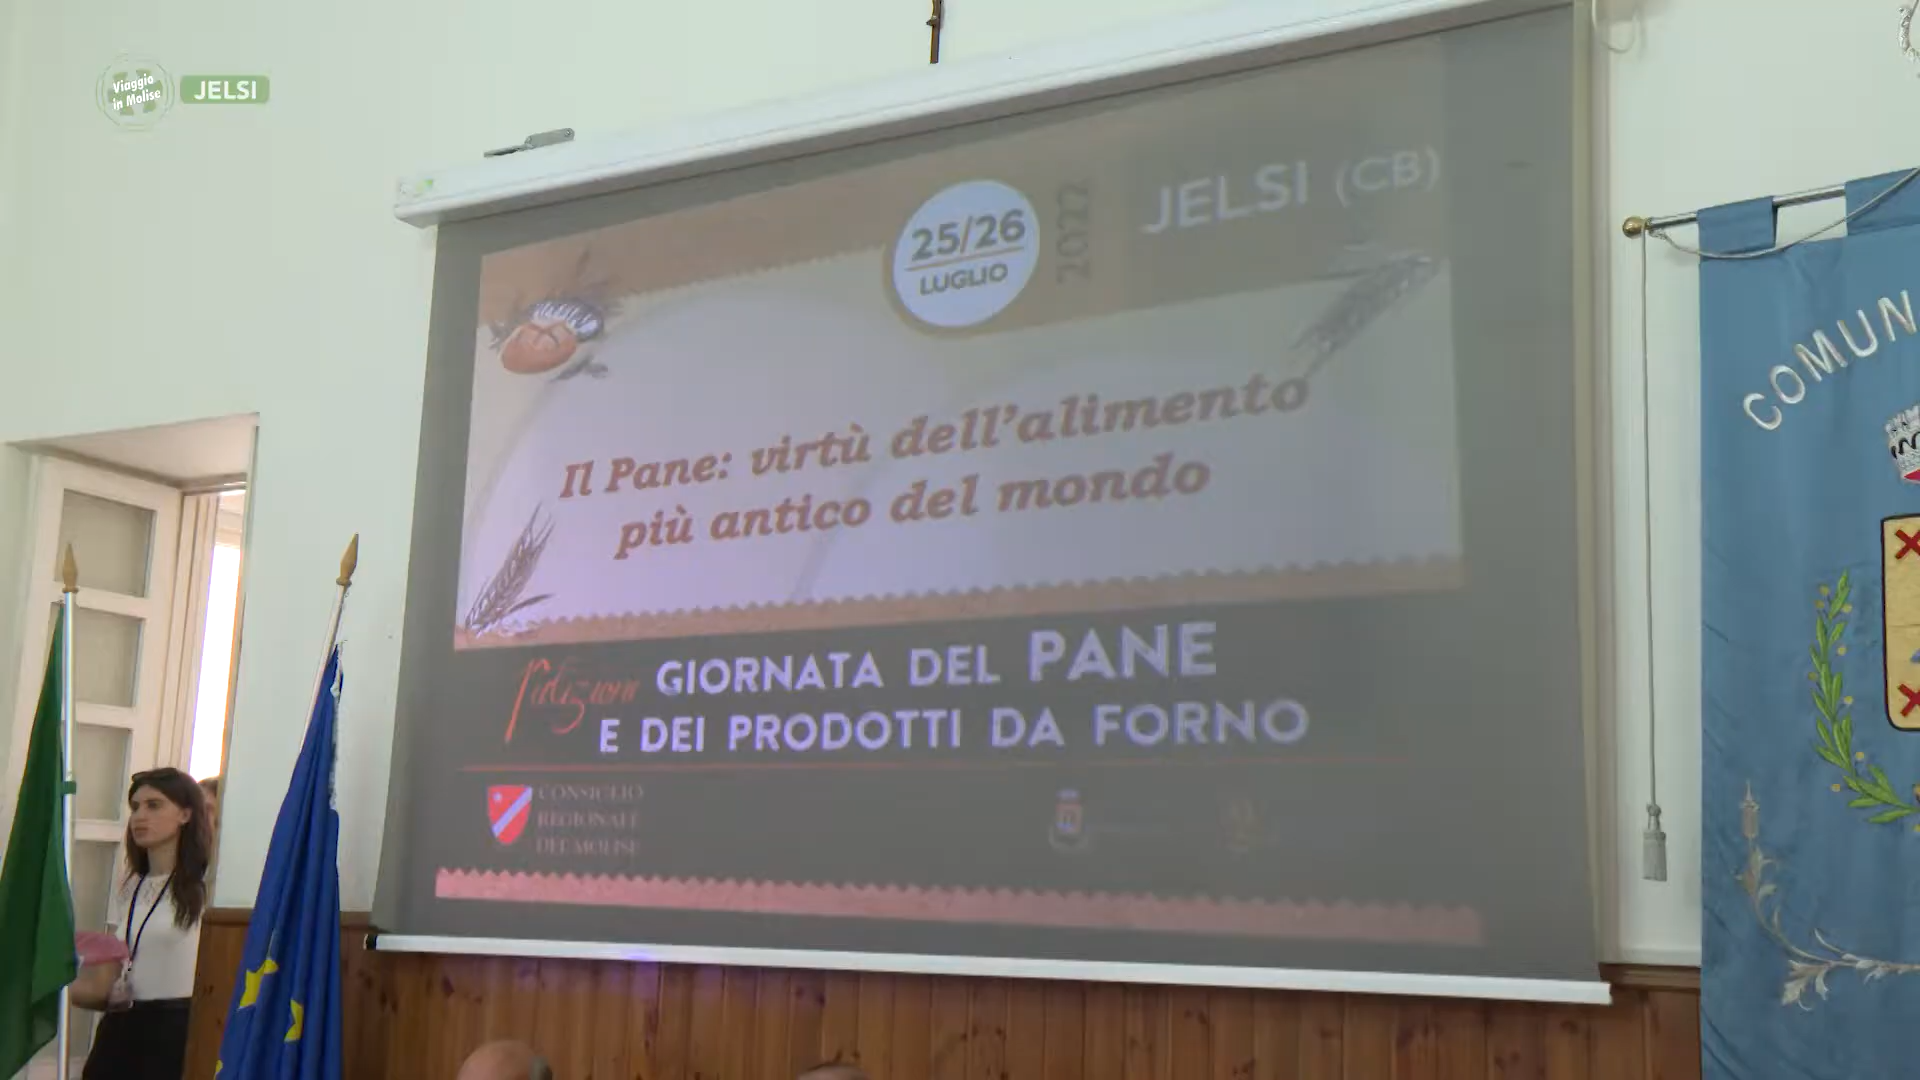 Viaggio
in Molise
JELSI
25/26
LUGLIO
2022
JELSI (CB)
Il Pane: virtù dell'alimento
più antico del mondo
GIORNATA DEL PANE
E DEI PRODOTTI DA FORNO
CONSIGLIO
REGIONALE
DEL MOLISE
COMUN